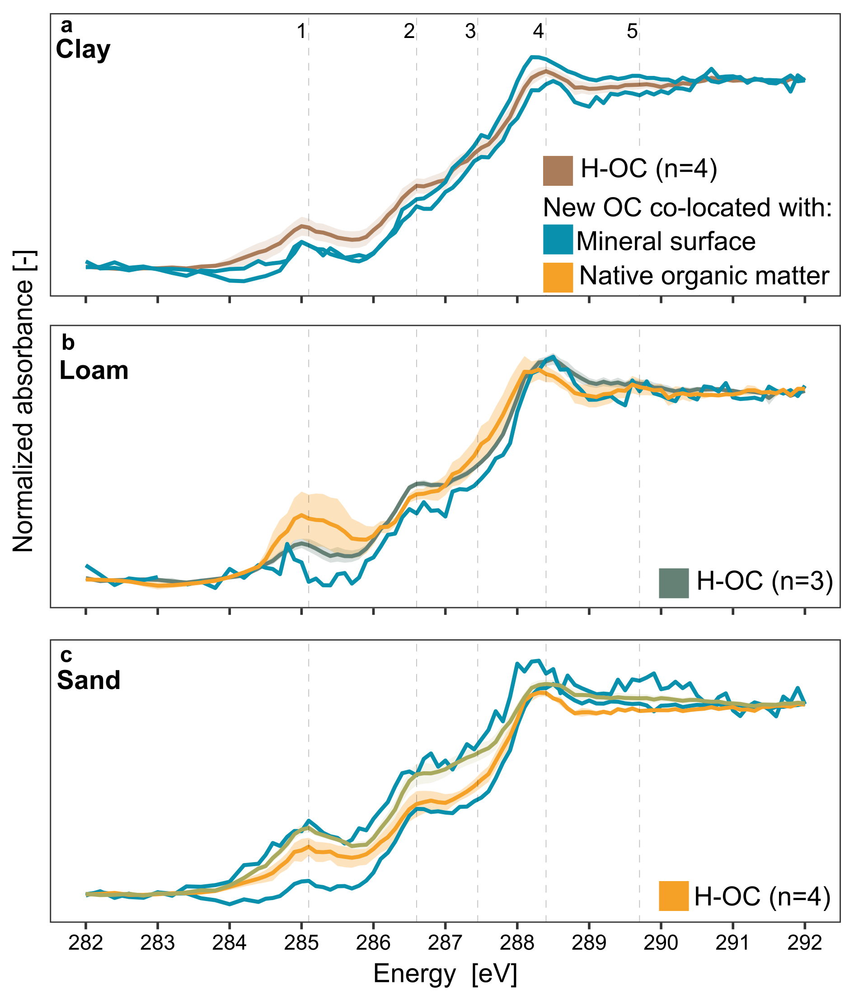 a
Clay
1 2 3 4 5
H-OC (n=4)
New OC co-located with:
Mineral surface
Native organic matter
Normalized absorbance [-]
b
Loam
H-OC (n=3)
c
Sand
H-OC (n=4)
282 283 284 285 286 287 288 289 290 291 292
Energy [eV]